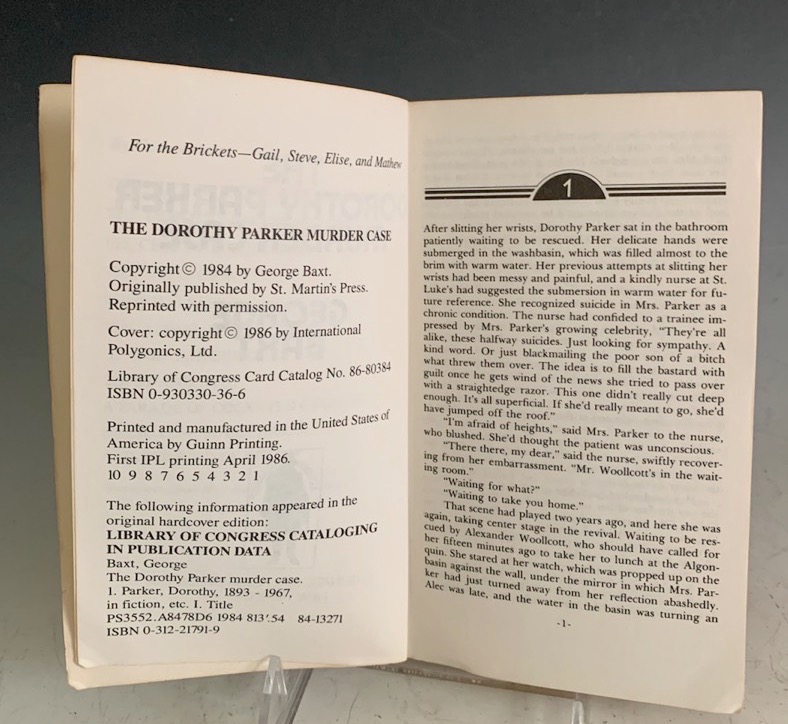 For the Brickets—Gail, Steve, Elise, and Mathew
THE DOROTHY PARKER MURDER CASE
Copyright © 1984 by George Baxt.
Originally published by St. Martin's Press.
Reprinted with permission.
Cover: copyright © 1986 by International
Polygonics, Ltd.
Library of Congress Card Catalog No. 86-80384
ISBN 0-930330-36-6
Printed and manufactured in the United States of
America by Guinn Printing.
First IPL printing April 1986.
10 9 8 7 6 5 4 3 2 1
The following information appeared in the
original hardcover edition:
LIBRARY OF CONGRESS CATALOGING
IN PUBLICATION DATA
Baxt, George
The Dorothy Parker murder case.
1. Parker, Dorothy, 1893 - 1967,
in fiction, etc. I. Title
PS3552.A8478D6 1984 813'.54 84-13271
ISBN 0-312-21791-9
1
After slitting her wrists, Dorothy Parker sat in the bathroom
patiently waiting to be rescued. Her delicate hands were
submerged in the washbasin, which was filled almost to the
brim with warm water. Her previous attempts at slitting her
wrists had been messy and painful, and a kindly nurse at St.
Luke's had suggested the submersion in warm water for fu-
ture reference. She recognized suicide in Mrs. Parker as a
chronic condition. The nurse had confided to a trainee im-
pressed by Mrs. Parker's growing celebrity, "They're all
alike, these halfway suicides. Just looking for sympathy. A
kind word. Or just blackmailing the poor son of a bitch
what threw them over. The idea is to fill the bastard with
guilt once he gets wind of the news she tried to pass over
with a straightedge razor. This one didn't really cut deep
enough. It's all superficial. If she'd really meant to go, she'd
have jumped off the roof."
"I'm afraid of heights," said Mrs. Parker to the nurse,
who blushed. She'd thought the patient was unconscious.
"There there, my dear," said the nurse, swiftly recover-
ing from her embarrassment. "Mr. Woollcott's in the wait-
ing room."
"Waiting for what?"
"Waiting to take you home."
That scene had played two years ago, and here she was
again, taking center stage in the revival. Waiting to be res-
cued by Alexander Woollcott, who should have called for
her fifteen minutes ago to take her to lunch at the Algon-
quin. She stared at her watch, which was propped up on the
basin against the wall, under the mirror in which Mrs. Par-
ker had just turned away from her reflection abashedly.
Alec was late, and the water in the basin was turning an
-1-